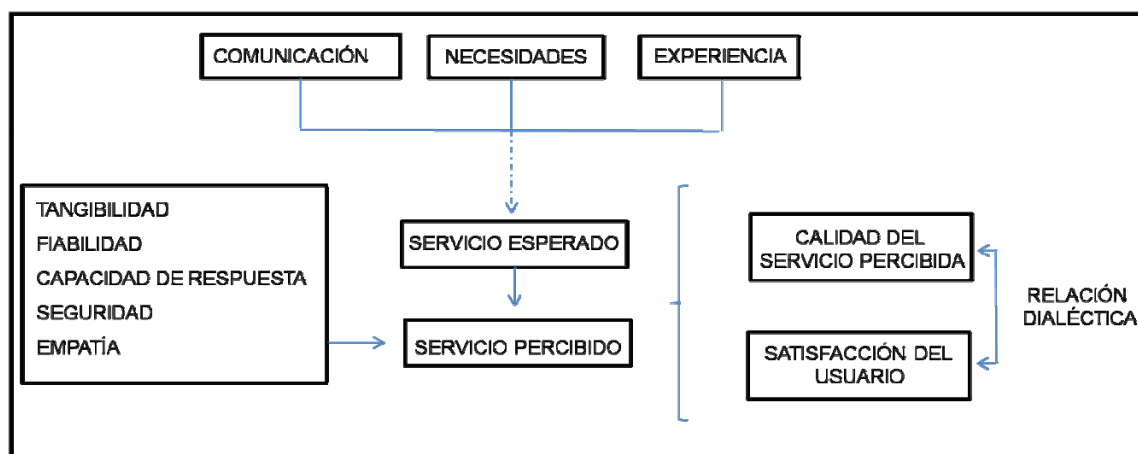 COMUNICACIÓN
NECESIDADES
EXPERIENCIA
TANGIBILIDAD
FIABILIDAD
CAPACIDAD DE RESPUESTA
SEGURIDAD
EMPATÍA
SERVICIO ESPERADO
SERVICIO PERCIBIDO
CALIDAD DEL
SERVICIO PERCIBIDA
SATISFACCIÓN DEL
USUARIO
RELACIÓN
DIALÉCTICA